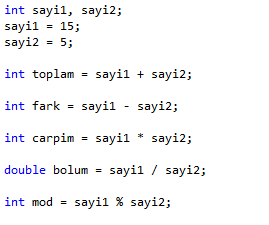 int sayi1, sayi2;
sayi1 = 15;
sayi2 = 5;
int toplam = sayi1 + sayi2;
int fark = sayi1 - sayi2;
int carpim = sayi1 * sayi2;
double bolum = sayi1 / sayi2;
int mod = sayi1 % sayi2;